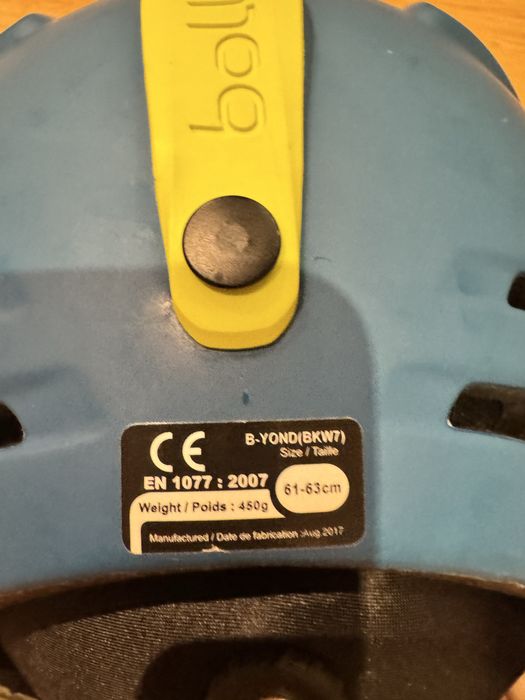 bollé
CE
B-YOND(BKW7)
Size / Taille
EN 1077 : 2007
61-63cm
Weight / Poids : 450g
Manufactured / Date de fabrication :Aug.2017